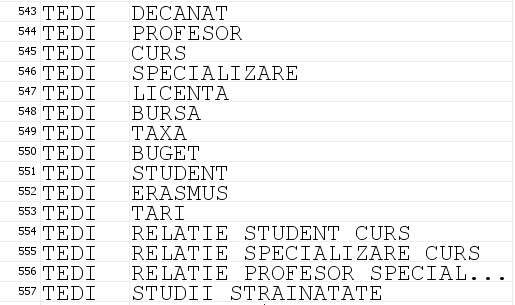 543 TEDI DECANAT
544 TEDI PROFESOR
545 TEDI CURS
546 TEDI SPECIALIZARE
547 TEDI LICENTA
548 TEDI BURSA
549 TEDI TAXA
550 TEDI BUGET
551 TEDI STUDENT
552 TEDI ERASMUS
553 TEDI TARI
554 TEDI RELATIE STUDENT CURS
555 TEDI RELATIE SPECIALIZARE CURS
556 TEDI RELATIE PROFESOR SPECIAL...
557 TEDI STUDII STRAINATATE